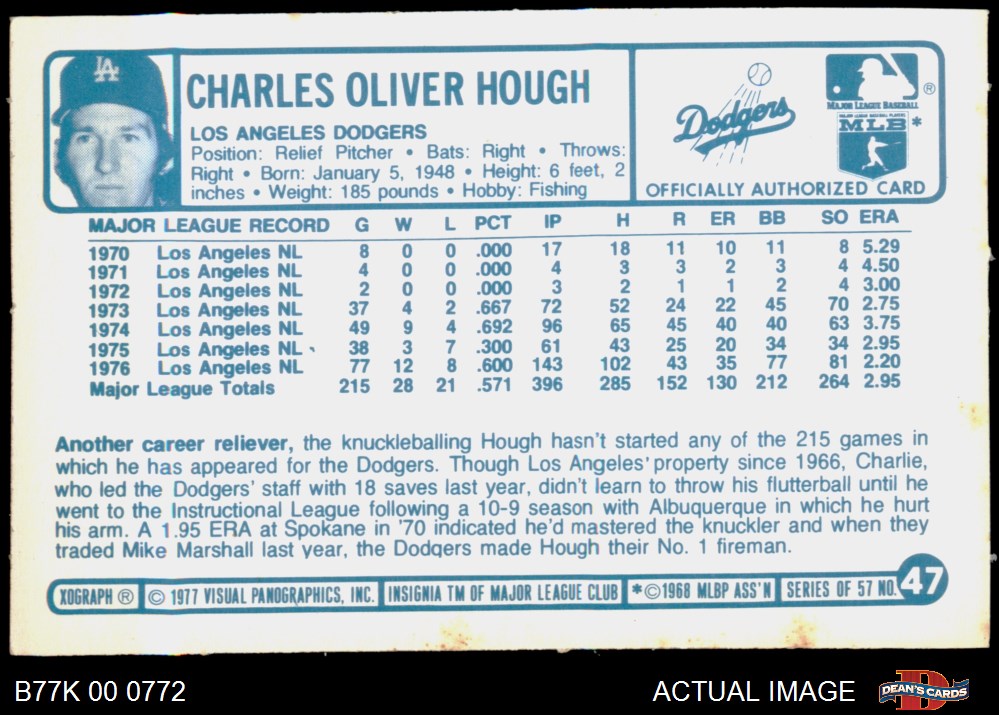 LA
CHARLES OLIVER HOUGH
LOS ANGELES DODGERS
Position: Relief Pitcher • Bats: Right • Throws:
Right • Born: January 5, 1948 • Height: 6 feet, 2
inches • Weight: 185 pounds • Hobby: Fishing
Dodgers
®
MAJOR LEAGUE BASEBALL
MAJOR LEAGUE BASEBALL PLAYERS
MLB *
OFFICIALLY AUTHORIZED CARD
MAJOR LEAGUE RECORD G W L PCT IP H R ER BB SO ERA
1970 Los Angeles NL 8 0 0 .000 17 18 11 10 11 8 5.29
1971 Los Angeles NL 4 0 0 .000 4 3 3 2 3 4 4.50
1972 Los Angeles NL 2 0 0 .000 3 2 1 1 2 4 3.00
1973 Los Angeles NL 37 4 2 .667 72 52 24 22 45 70 2.75
1974 Los Angeles NL 49 9 4 .692 96 65 45 40 40 63 3.75
1975 Los Angeles NL 38 3 7 .300 61 43 25 20 34 34 2.95
1976 Los Angeles NL 77 12 8 .600 143 102 43 35 77 81 2.20
Major League Totals 215 28 21 .571 396 285 152 130 212 264 2.95
Another career reliever, the knuckleballing Hough hasn't started any of the 215 games in
which he has appeared for the Dodgers. Though Los Angeles' property since 1966, Charlie,
who led the Dodgers' staff with 18 saves last year, didn't learn to throw his flutterball until he
went to the Instructional League following a 10-9 season with Albuquerque in which he hurt
his arm. A 1.95 ERA at Spokane in '70 indicated he'd mastered the knuckler and when they
traded Mike Marshall last year, the Dodgers made Hough their No. 1 fireman.
XOGRAPH ® © 1977 VISUAL PANOGRAPHICS, INC. INSIGNIA TM OF MAJOR LEAGUE CLUB *©1968 MLBP ASS'N SERIES OF 57 NO. 47
B77K 00 0772
ACTUAL IMAGE
DEAN'S CARDS